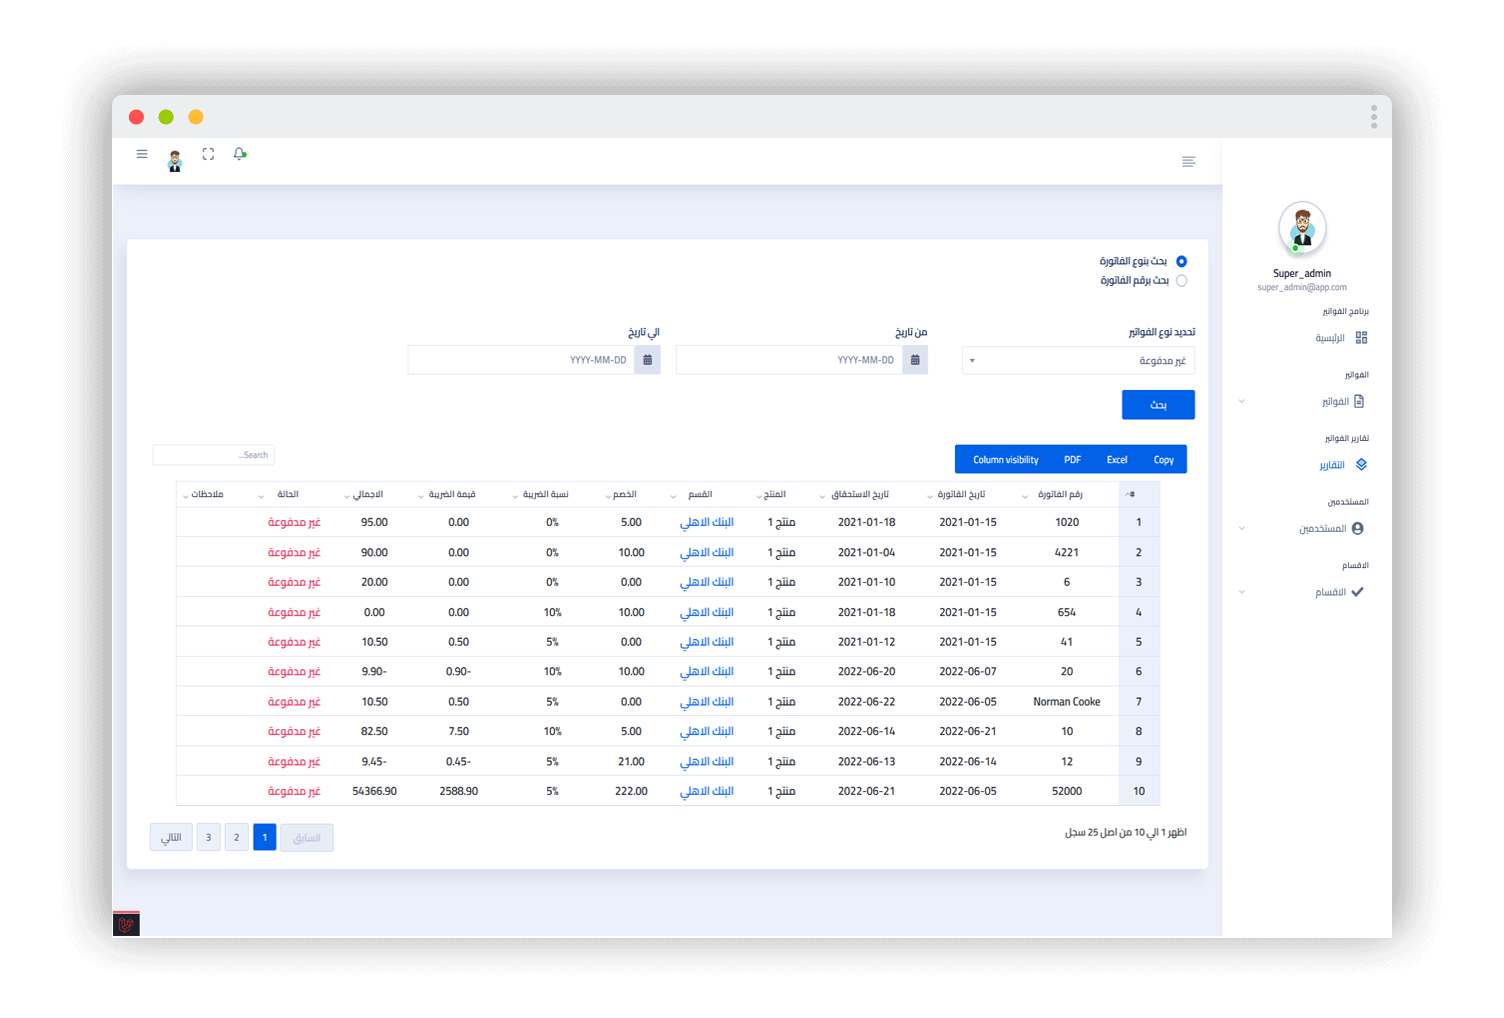 Super_admin
super_admin@app.com
برنامج الفواتير
الرئيسية
الفواتير
الفواتير
تقارير الفواتير
التقارير
المستخدمين
المستخدمين
الاقسام
الاقسام
بحث بنوع الفاتورة
بحث برقم الفاتورة
تحديد نوع الفواتير من تاريخ الي تاريخ
غير مدفوعة YYYY-MM-DD YYYY-MM-DD
بحث
Column visibility PDF Excel Copy
Search...
# رقم الفاتورة تاريخ الفاتورة تاريخ الاستحقاق المنتج القسم الخصم نسبة الضريبة قيمة الضريبة الاجمالي الحالة ملاحظات
1 1020 2021-01-15 2021-01-18 منتج 1 البنك الاهلي 5.00 0% 0.00 95.00 غير مدفوعة
2 4221 2021-01-15 2021-01-04 منتج 1 البنك الاهلي 10.00 0% 0.00 90.00 غير مدفوعة
3 6 2021-01-15 2021-01-10 منتج 1 البنك الاهلي 0.00 0% 0.00 20.00 غير مدفوعة
4 654 2021-01-15 2021-01-18 منتج 1 البنك الاهلي 10.00 10% 0.00 0.00 غير مدفوعة
5 41 2021-01-15 2021-01-12 منتج 1 البنك الاهلي 0.00 5% 0.50 10.50 غير مدفوعة
6 20 2022-06-07 2022-06-20 منتج 1 البنك الاهلي 10.00 10% 0.90- 9.90- غير مدفوعة
7 Norman Cooke 2022-06-05 2022-06-22 منتج 1 البنك الاهلي 0.00 5% 0.50 10.50 غير مدفوعة
8 10 2022-06-21 2022-06-14 منتج 1 البنك الاهلي 5.00 10% 7.50 82.50 غير مدفوعة
9 12 2022-06-14 2022-06-13 منتج 1 البنك الاهلي 21.00 5% 0.45- 9.45- غير مدفوعة
10 52000 2022-06-05 2022-06-21 منتج 1 البنك الاهلي 222.00 5% 2588.90 54366.90 غير مدفوعة
اظهر 1 الي 10 من اصل 25 سجل
السابق 1 2 3 التالي